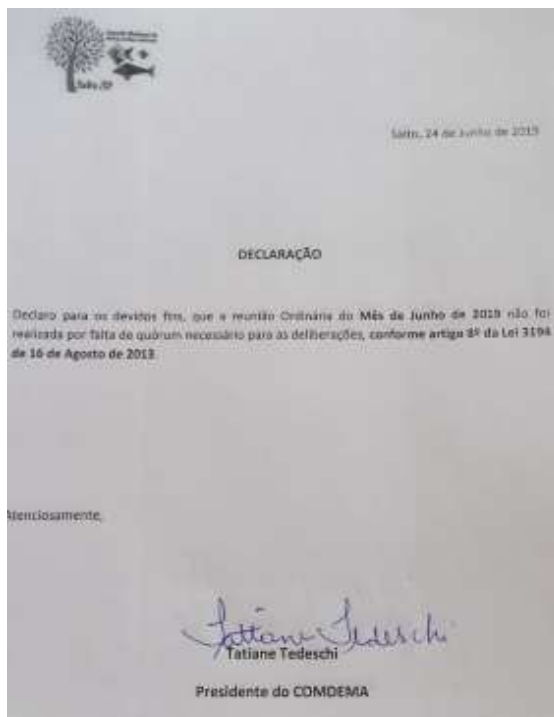 Salto, 24 de Junho de 2019
DECLARAÇÃO
Declaro para os devidos fins, que a reunião Ordinária do Mês de Junho de 2019 não foi
realizada por falta de quórum necessário para as deliberações, conforme artigo 8º da Lei 3194
de 16 de Agosto de 2013.
Atenciosamente,
Tatiane Tedeschi
Tatiane Tedeschi
Presidente do COMDEMA